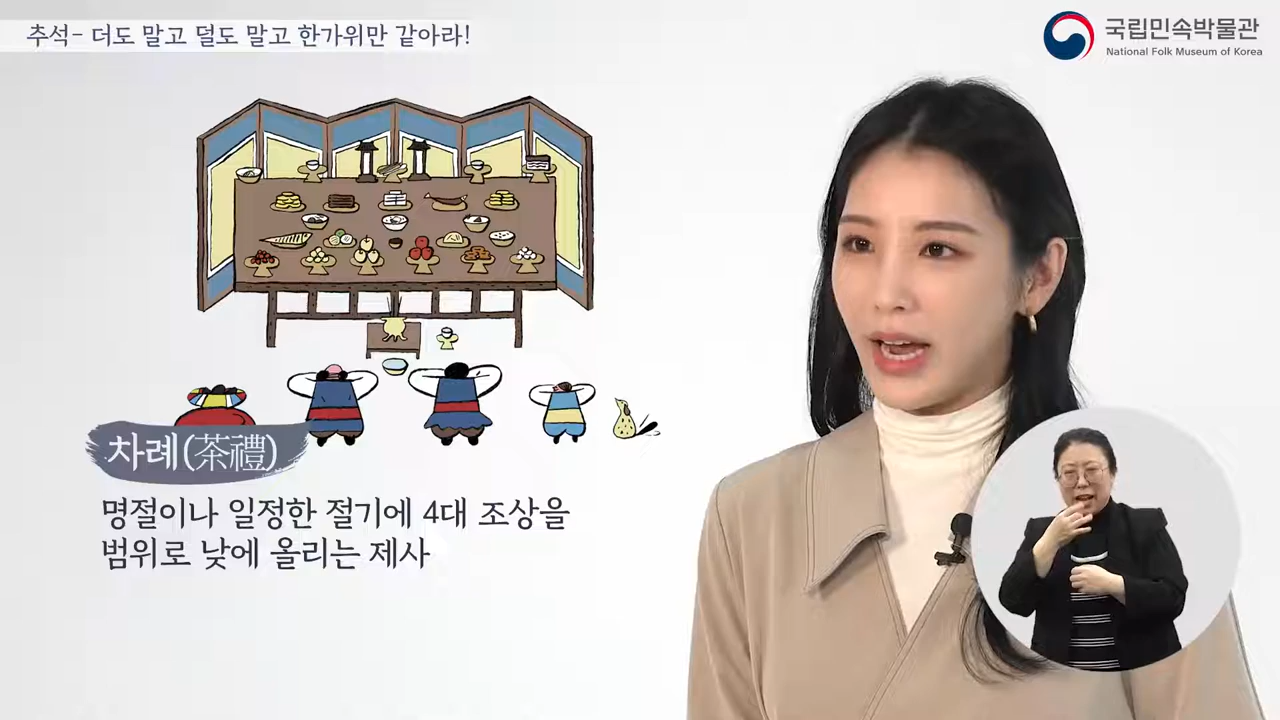 추석- 더도 말고 덜도 말고 한가위만 같아라!
국립민속박물관
National Folk Museum of Korea
차례(茶禮)
명절이나 일정한 절기에 4대 조상을
범위로 낮에 올리는 제사